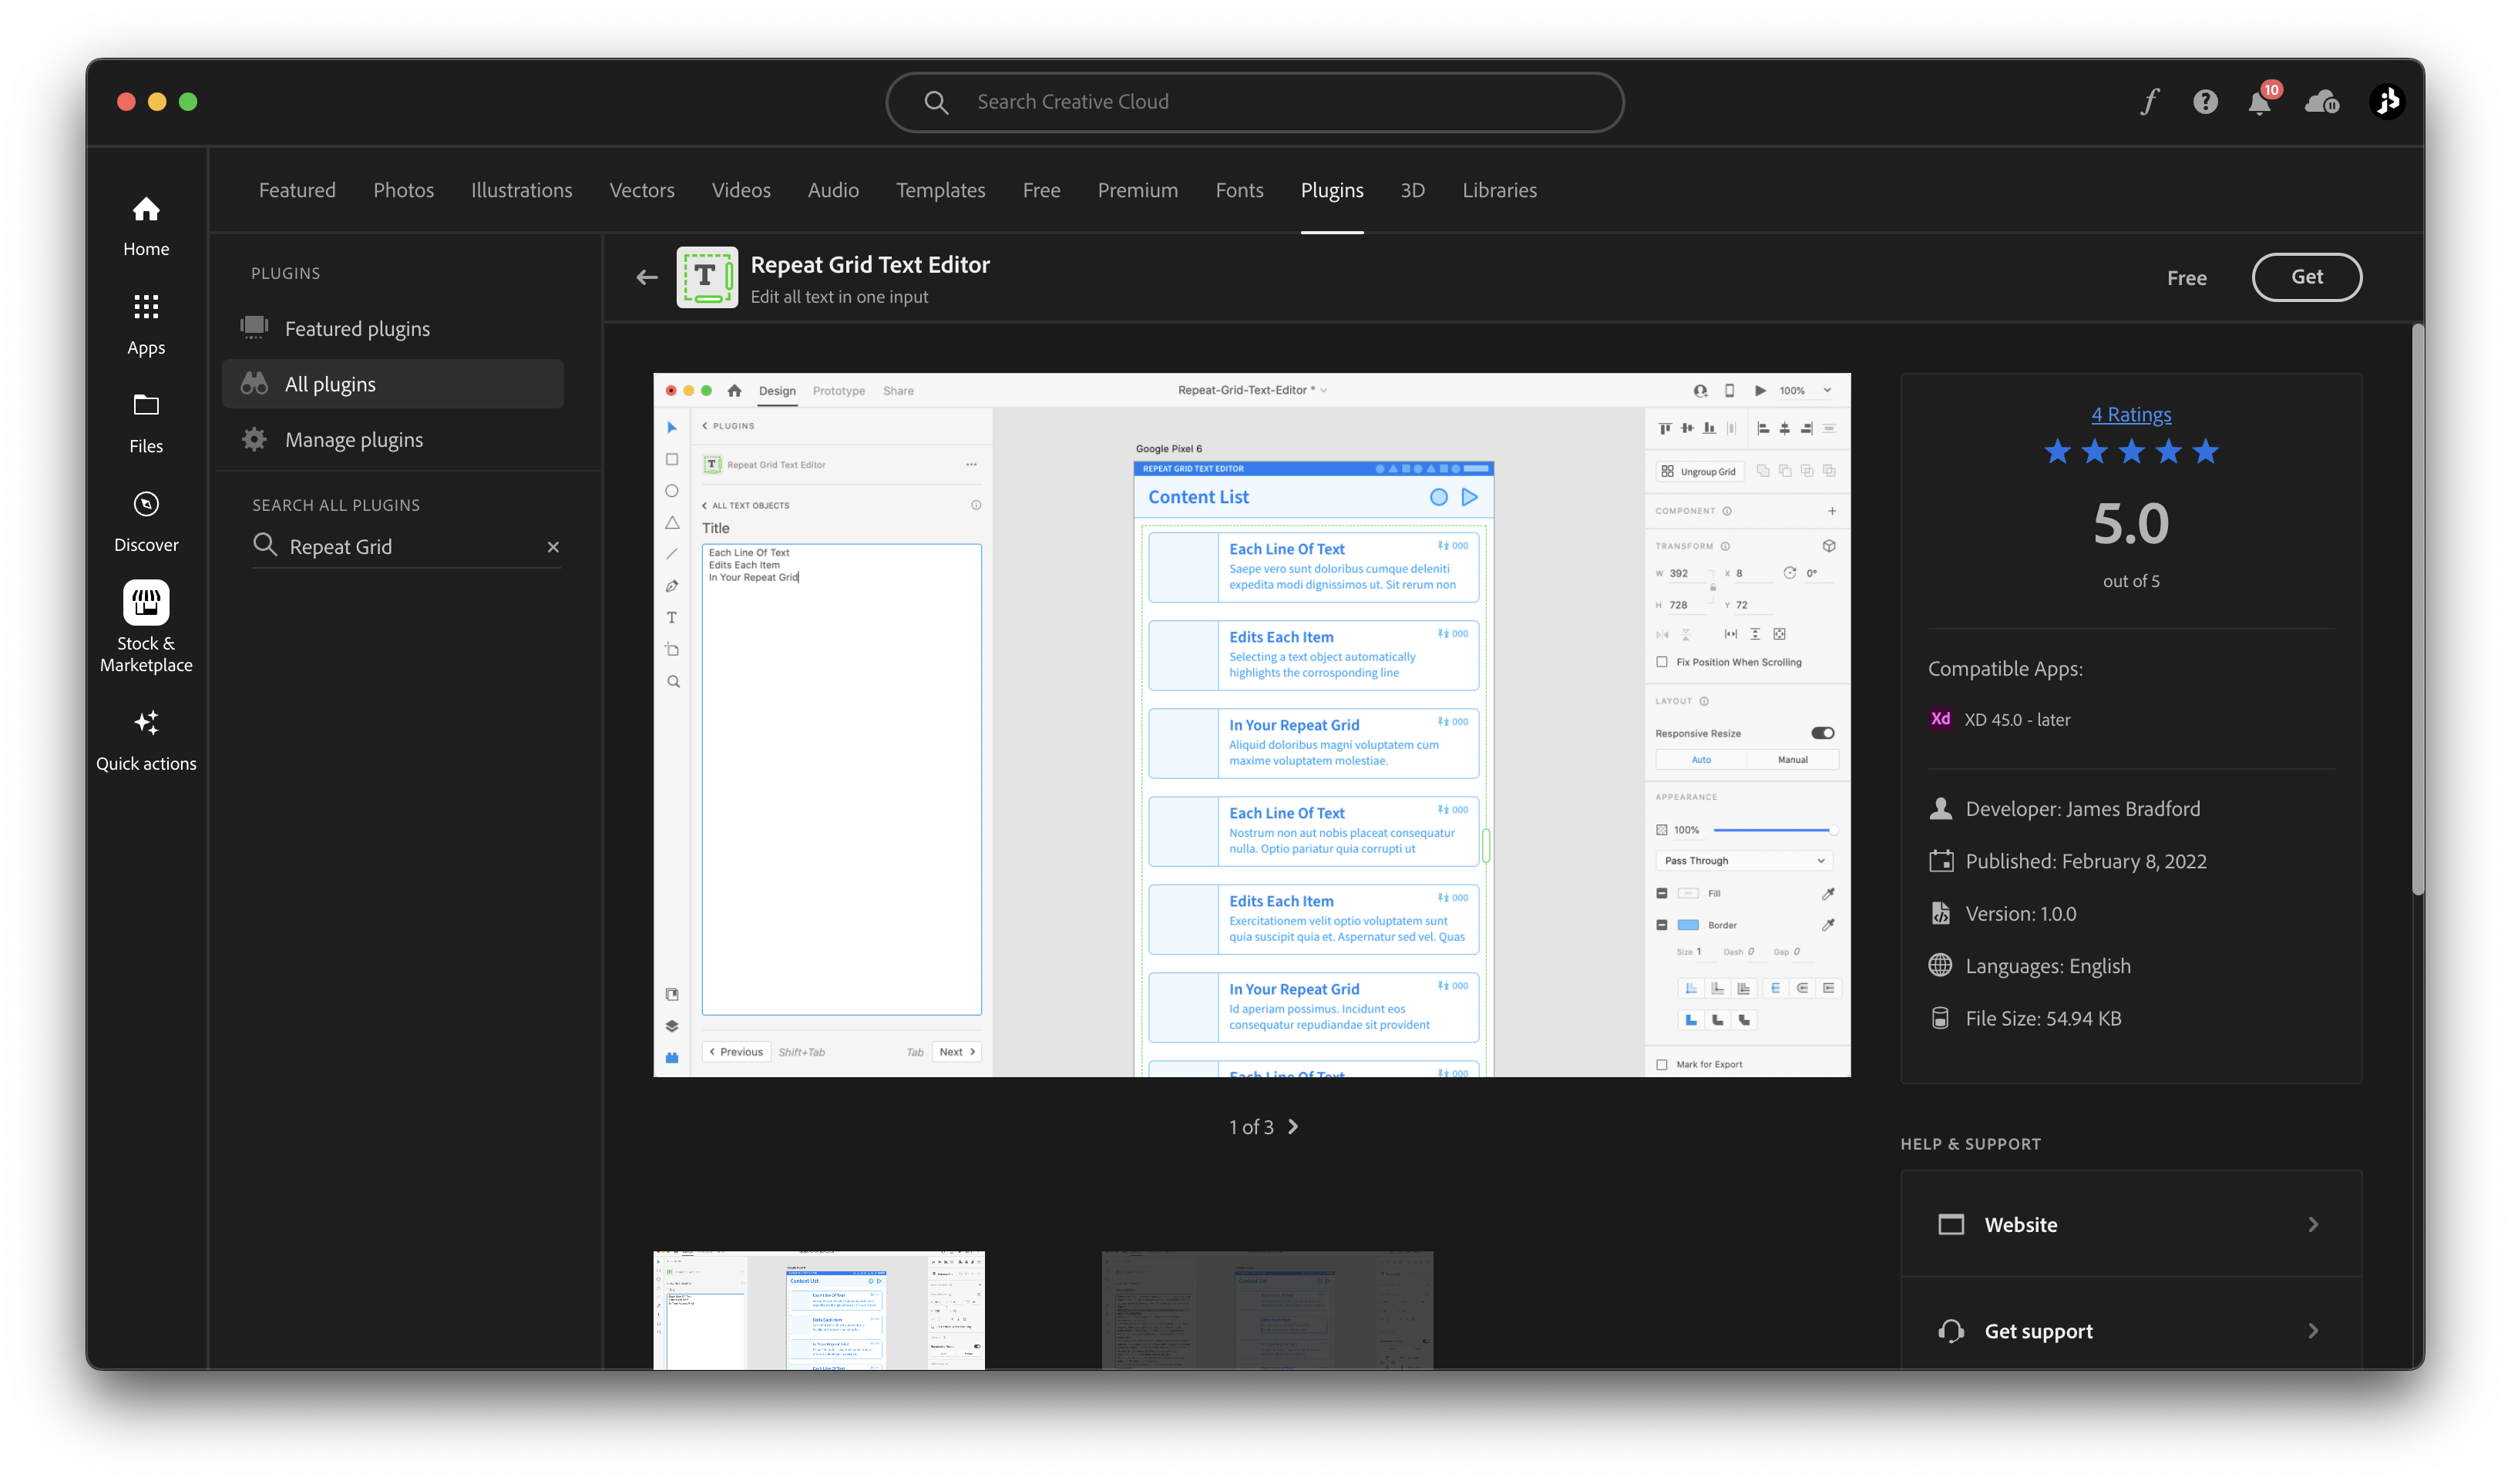 Search Creative Cloud
10
Featured Photos Illustrations Vectors Videos Audio Templates Free Premium Fonts Plugins 3D Libraries
Home
Apps
Files
Discover
Stock &
Marketplace
Quick actions
PLUGINS
Featured plugins
All plugins
Manage plugins
SEARCH ALL PLUGINS
Repeat Grid
Repeat Grid Text Editor
Edit all text in one input
Free Get
Design Prototype Share
Repeat-Grid-Text-Editor *
100%
PLUGINS
T Repeat Grid Text Editor
ALL TEXT OBJECTS
Title
Each Line Of Text
Edits Each Item
In Your Repeat Grid
Previous Shift+Tab Tab Next
Google Pixel 6
REPEAT GRID TEXT EDITOR
Content List
Each Line Of Text 000
Saepe vero sunt doloribus cumque deleniti
expedita modi dignissimos ut. Sit rerum non
Edits Each Item 000
Selecting a text object automatically
highlights the corrosponding line
In Your Repeat Grid 000
Aliquid doloribus magni voluptatem cum
maxime voluptatem molestiae.
Each Line Of Text 000
Nostrum non aut nobis placeat consequatur
nulla. Optio pariatur quia corrupti ut
Edits Each Item 000
Exercitationem velit optio voluptatem sunt
quia suscipit quia et. Aspernatur sed vel. Quas
In Your Repeat Grid 000
Id aperiam possimus. Incidunt eos
consequatur repudiandae sit provident
Each Line Of Text 000
Ungroup Grid
COMPONENT
TRANSFORM
W 392 X 8 0°
H 728 Y 72
Fix Position When Scrolling
LAYOUT
Responsive Resize
Auto Manual
APPEARANCE
100%
Pass Through
Fill
Border
Size 1 Dash 0 Gap 0
Mark for Export
1 of 3
Content List
4 Ratings
5.0
out of 5
Compatible Apps:
Xd XD 45.0 - later
Developer: James Bradford
Published: February 8, 2022
Version: 1.0.0
Languages: English
File Size: 54.94 KB
HELP & SUPPORT
Website
Get support